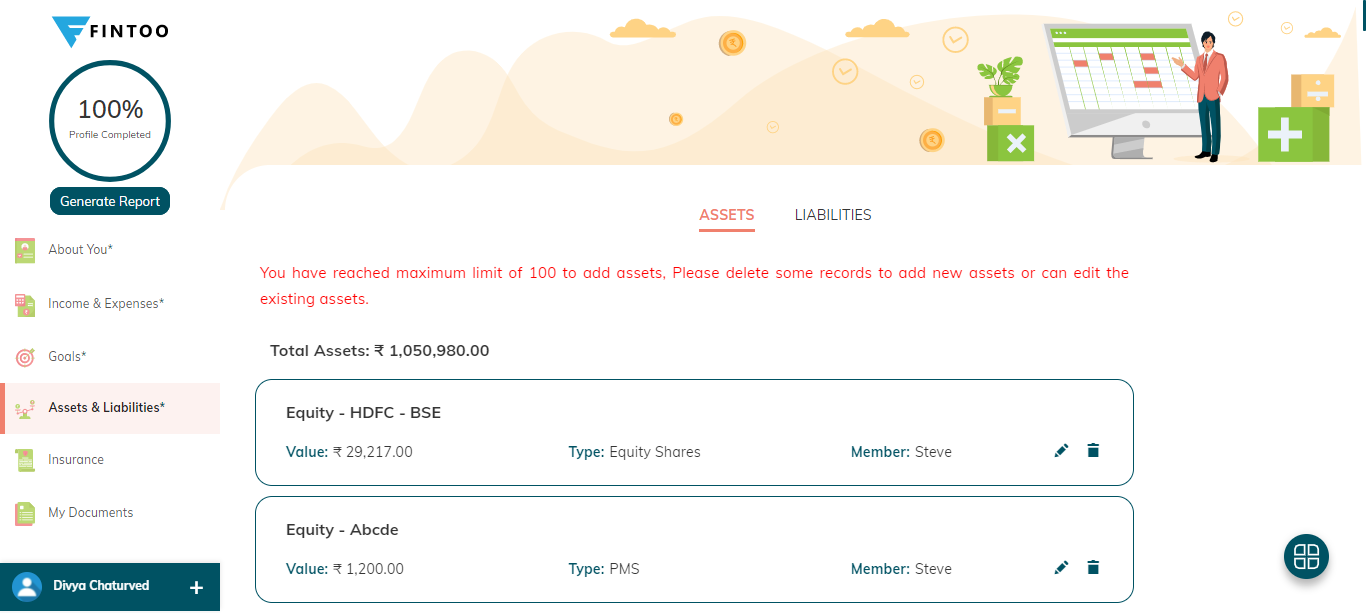 FINTOO
100%
Profile Completed
Generate Report
About You*
Income & Expenses*
Goals*
Assets & Liabilities*
Insurance
My Documents
Divya Chaturved
+
ASSETS LIABILITIES
You have reached maximum limit of 100 to add assets, Please delete some records to add new assets or can edit the
existing assets.
Total Assets: ₹ 1,050,980.00
Equity - HDFC - BSE
Value: ₹ 29,217.00 Type: Equity Shares Member: Steve
Equity - Abcde
Value: ₹ 1,200.00 Type: PMS Member: Steve